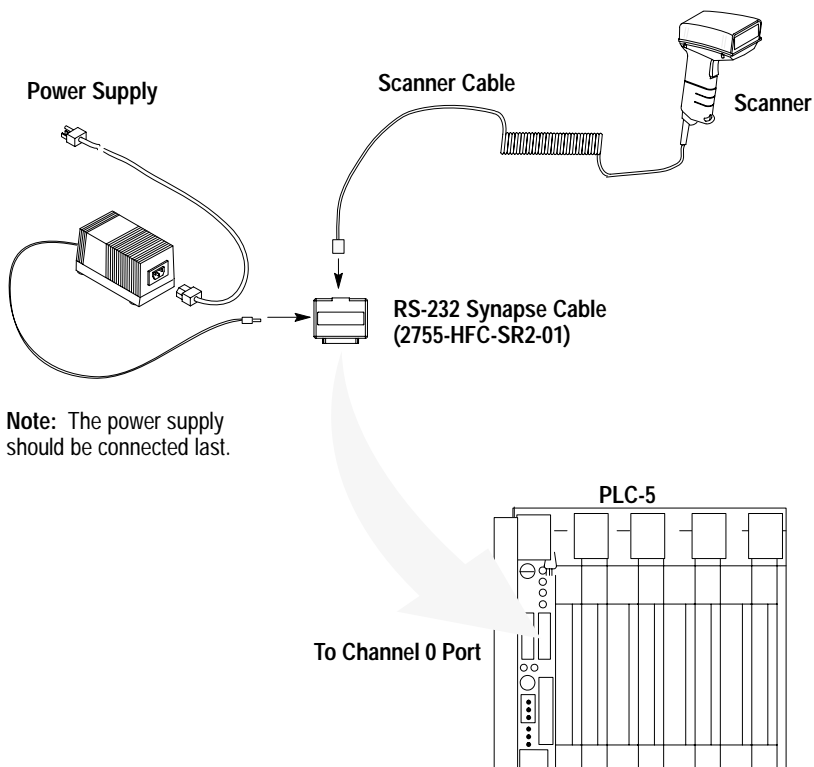 Power Supply
Scanner Cable
Scanner
RS-232 Synapse Cable
(2755-HFC-SR2-01)
Note: The power supply
should be connected last.
PLC-5
To Channel 0 Port